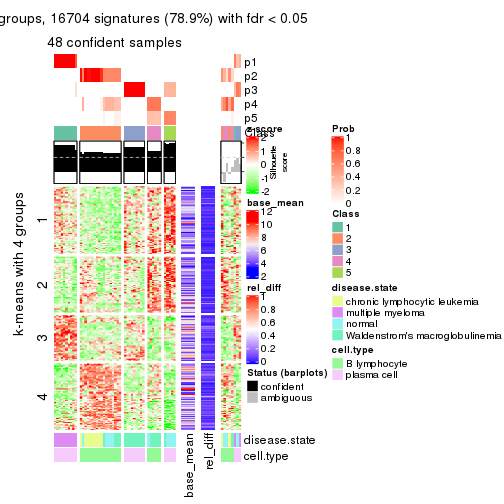 groups, 16704 signatures (78.9%) with fdr < 0.05
48 confident samples
p1
p2
p3
p4
p5
Class
z-score
2
1
0
-1
-2
Silhouette
score
base_mean
12
10
8
6
4
2
rel_diff
1
0.8
0.6
0.4
0.2
0
Status (barplots)
confident
ambiguous
Prob
1
0.8
0.6
0.4
0.2
0
Class
1
2
3
4
5
disease.state
chronic lymphocytic leukemia
multiple myeloma
normal
Waldenstrom's macroglobulinemia
cell.type
B lymphocyte
plasma cell
k-means with 4 groups
1
2
3
4
disease.state
cell.type
base_mean
rel_diff